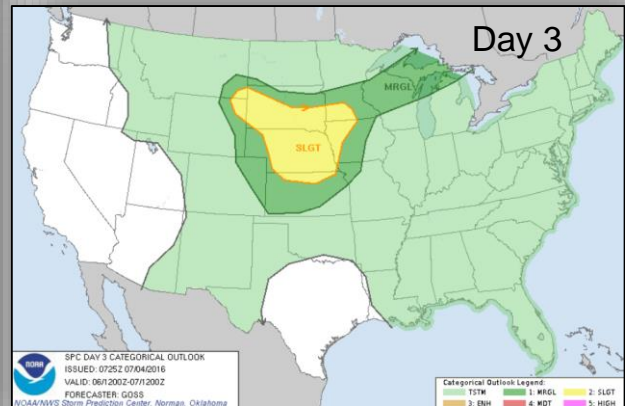 Day 3
MRGL
SLGT
NOAA
SPC DAY 3 CATEGORICAL OUTLOOK
ISSUED: 0725Z 07/04/2016
VALID: 06/1200Z-07/1200Z
FORECASTER: GOSS
NOAA/NWS Storm Prediction Center, Norman, Oklahoma
Categorical Outlook Legend:
TSTM 1: MRGL 2: SLGT
3: ENH 4: MDT 5: HIGH